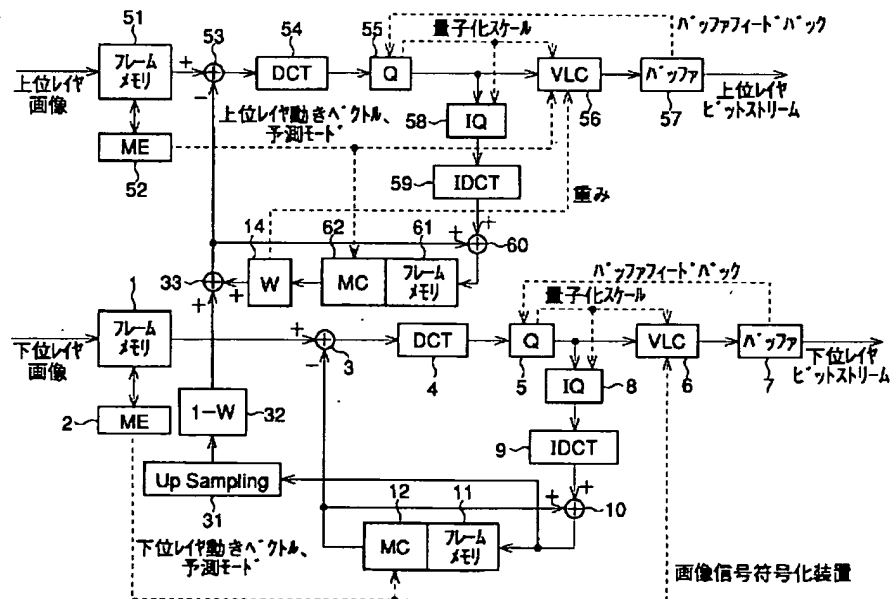 51
フレーム
メモリ
上位レイヤ
画像
ME
52
53
54
DCT
55
Q
量子化スケール
バッファフィードバック
VLC
56
バッファ
57
上位レイヤ
ビットストリーム
上位レイヤ動きベクトル、
予測モード
58
IQ
59
IDCT
重み
60
14
W
62
61
MC
フレーム
メモリ
33
1
フレーム
メモリ
下位レイヤ
画像
2
ME
1−W
32
Up Sampling
31
3
DCT
4
Q
5
量子化スケール
バッファフィードバック
VLC
6
バッファ
7
下位レイヤ
ビットストリーム
IQ
8
9
IDCT
10
12
11
MC
フレーム
メモリ
下位レイヤ動きベクトル、
予測モード
画像信号符号化装置